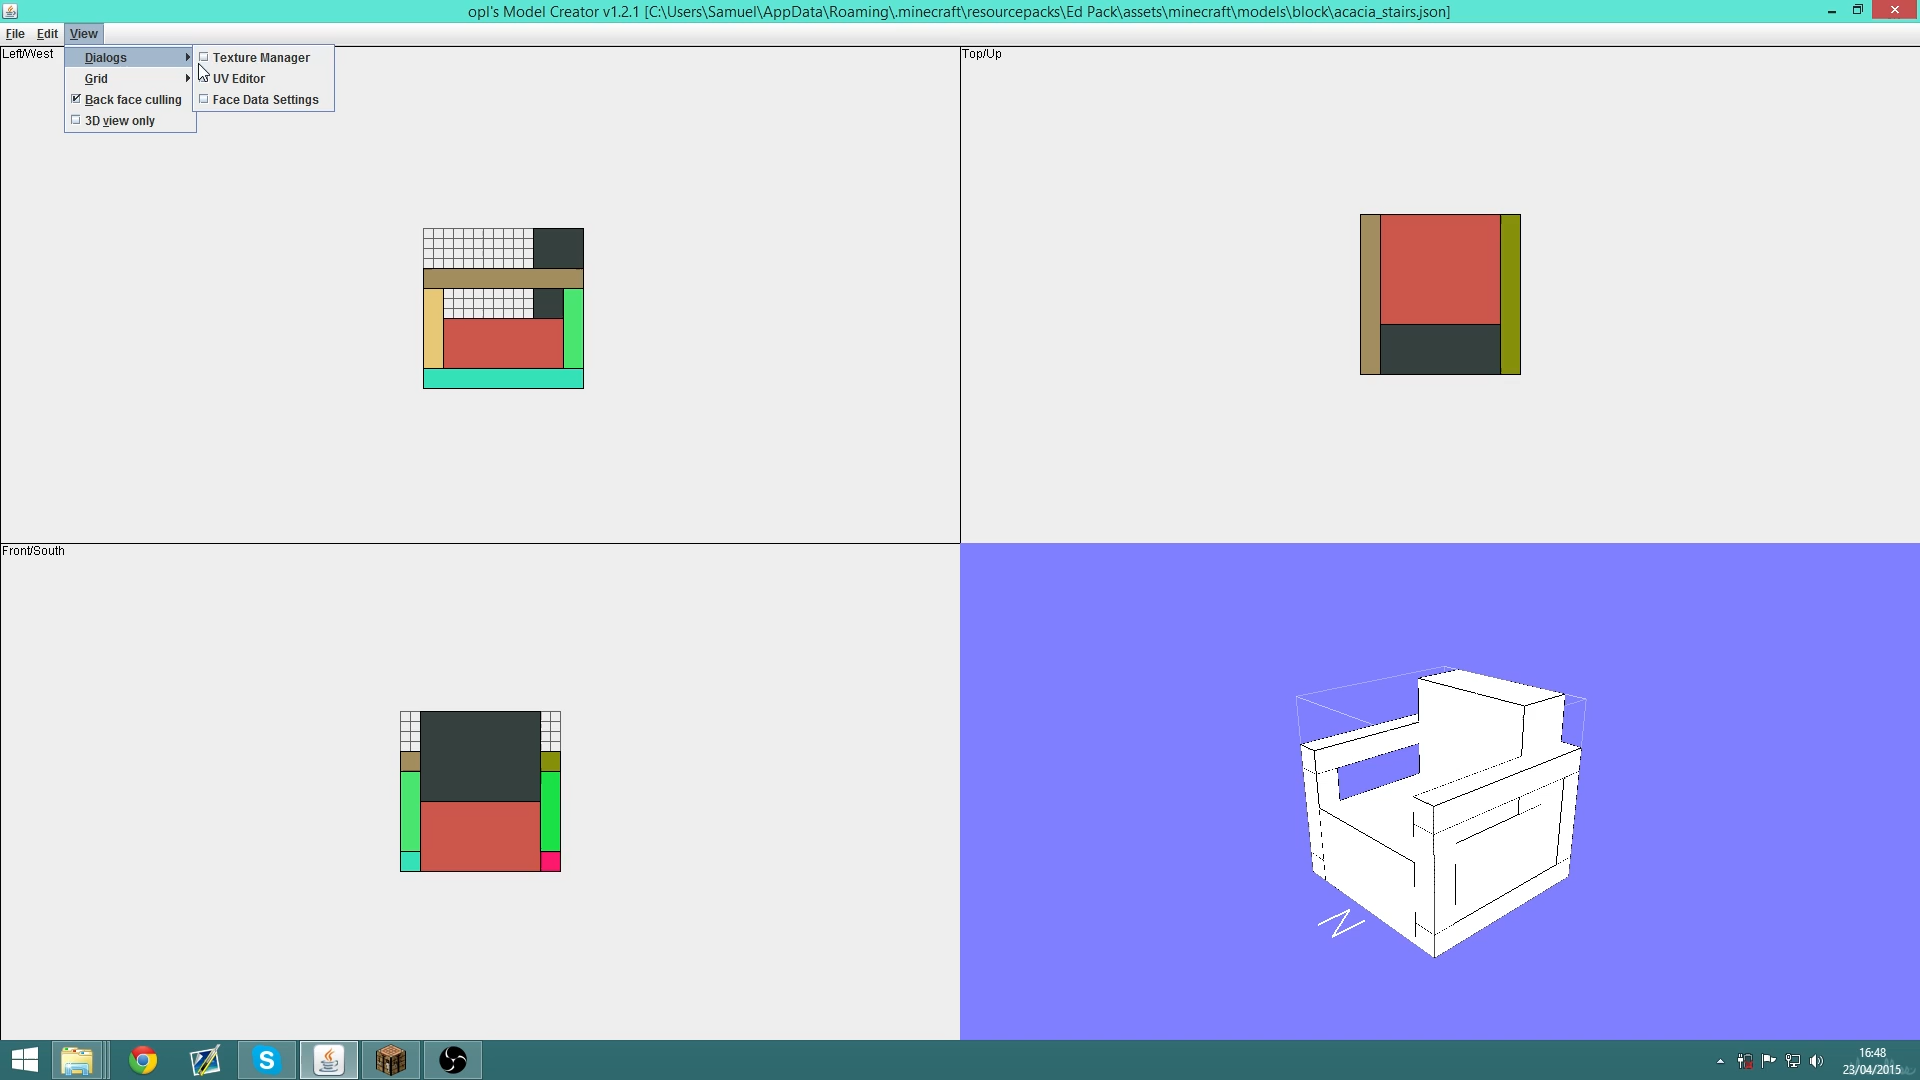 opl's Model Creator v1.2.1 [C:\Users\Samuel\AppData\Roaming\.minecraft\resourcepacks\Ed Pack\assets\minecraft\models\block\acacia_stairs.json]
File Edit View
Left/West
Top/Up
Dialogs
Grid
Back face culling
3D view only
Texture Manager
UV Editor
Face Data Settings
Front/South
N
16:48
23/04/2015